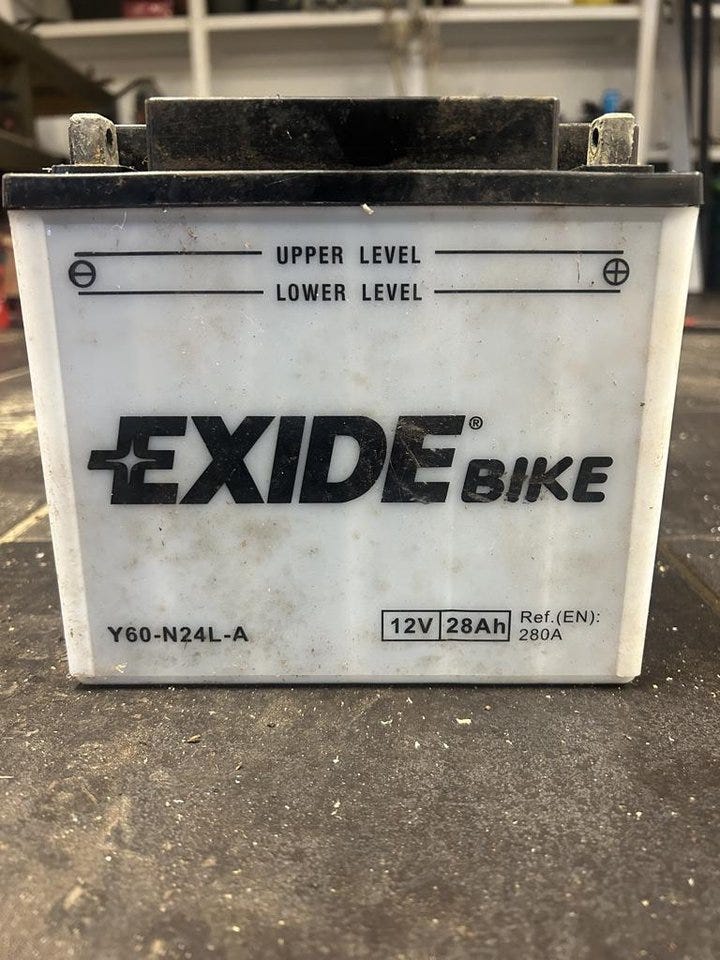 UPPER LEVEL
⊖ ⊕
LOWER LEVEL
EXIDE® BIKE
Y60-N24L-A
12V 28Ah Ref.(EN):
280A